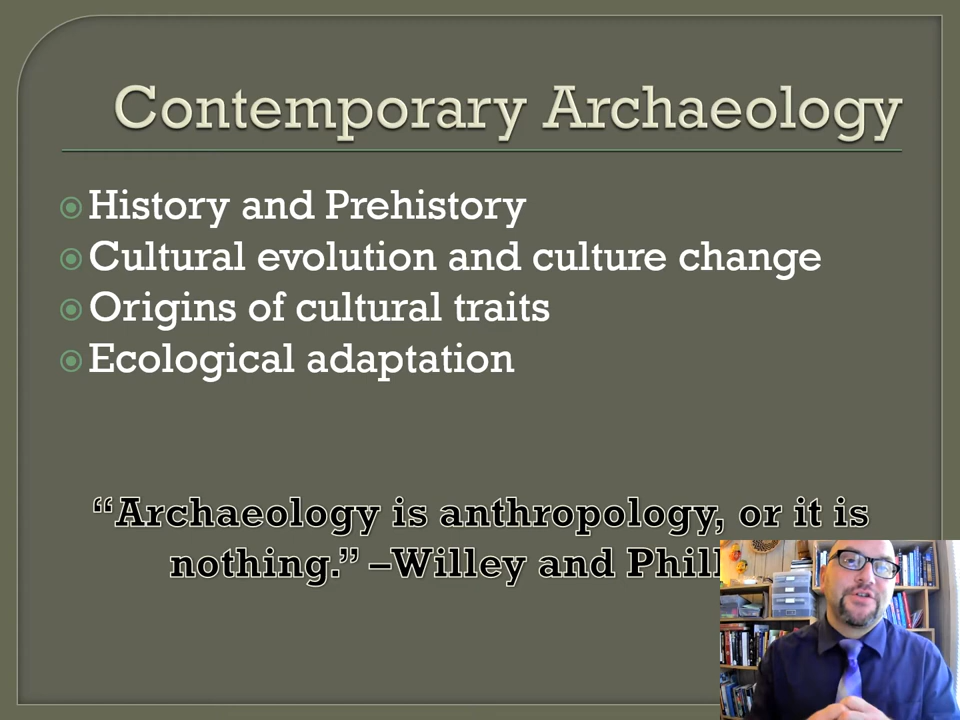 Contemporary Archaeology
History and Prehistory
Cultural evolution and culture change
Origins of cultural traits
Ecological adaptation
“Archaeology is anthropology, or it is
nothing.” –Willey and